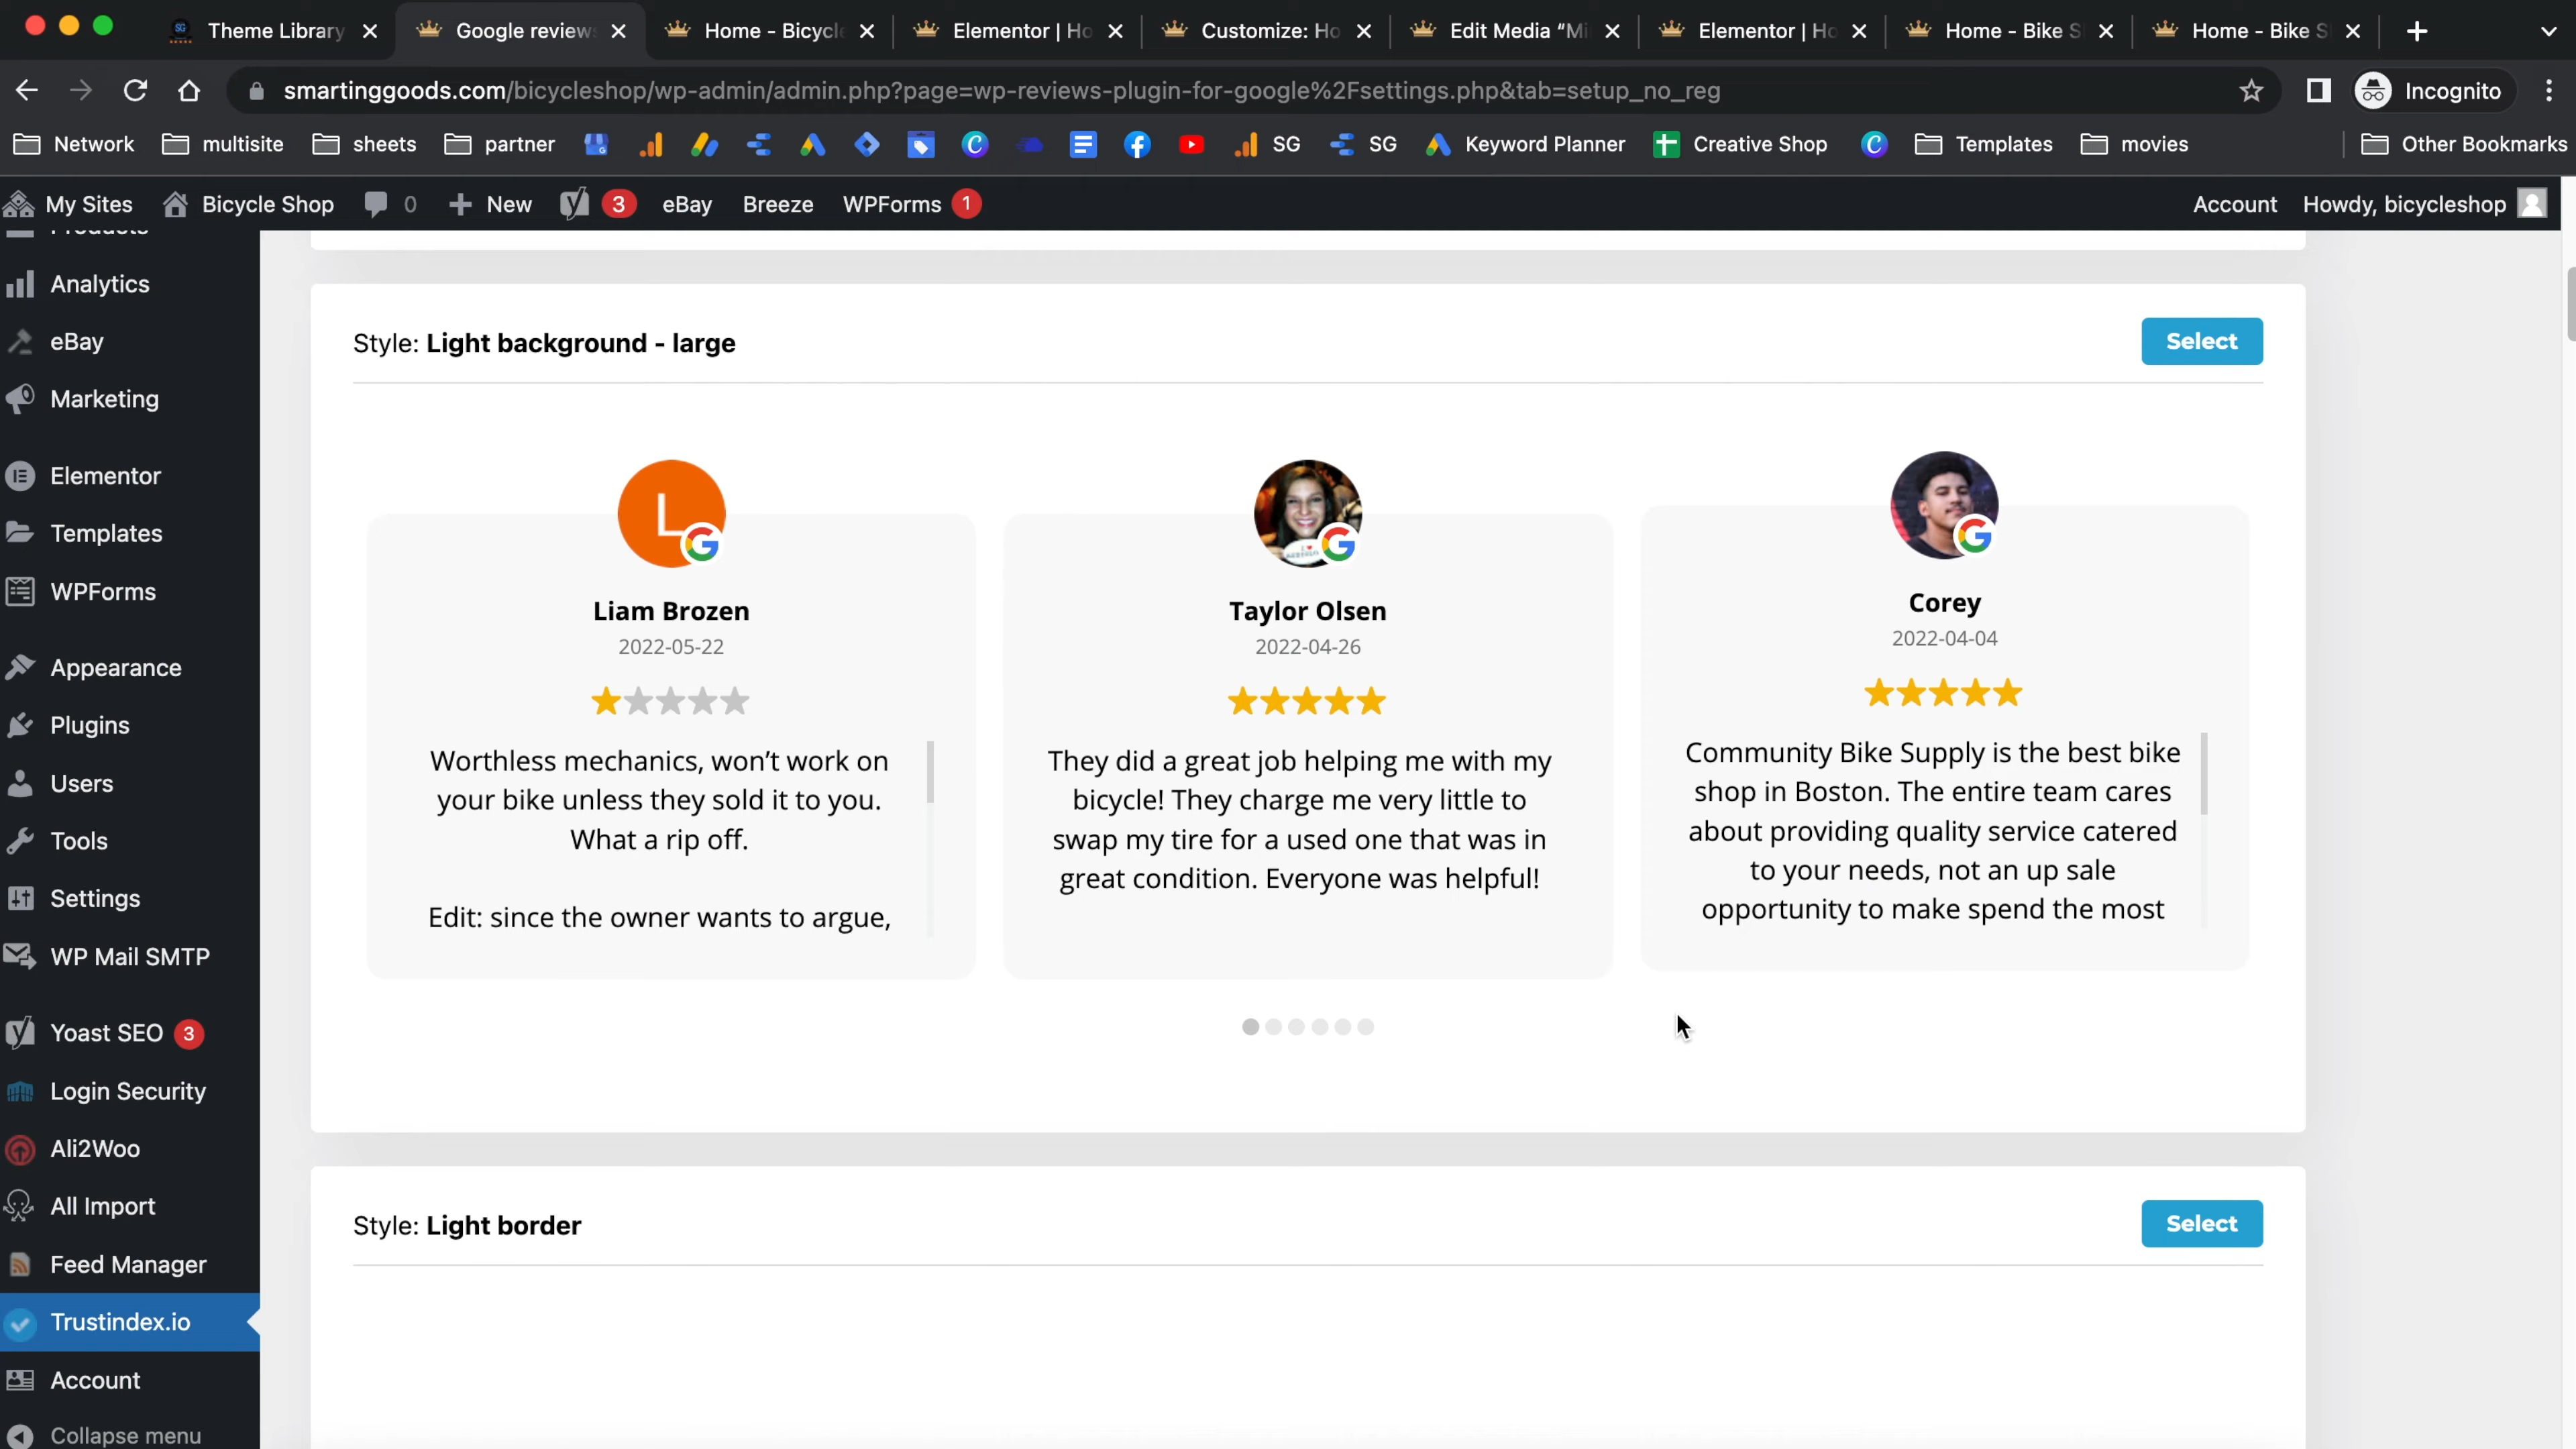 Theme Library
Google review
Home - Bicycle
Elementor | Ho
Customize: Ho
Edit Media “Mi
Elementor | Ho
Home - Bike S
Home - Bike S
smartinggoods.com/bicycleshop/wp-admin/admin.php?page=wp-reviews-plugin-for-google%2Fsettings.php&tab=setup_no_reg
Incognito
Network
multisite
sheets
partner
SG
SG
Keyword Planner
Creative Shop
Templates
movies
Other Bookmarks
My Sites
Bicycle Shop
0
New
3
eBay
Breeze
WPForms 1
Account
Howdy, bicycleshop
Products
Analytics
eBay
Marketing
Elementor
Templates
WPForms
Appearance
Plugins
Users
Tools
Settings
WP Mail SMTP
Yoast SEO 3
Login Security
Ali2Woo
All Import
Feed Manager
Trustindex.io
Account
Collapse menu
Style: Light background - large
Select
L
Liam Brozen
2022-05-22
Worthless mechanics, won’t work on
your bike unless they sold it to you.
What a rip off.
Edit: since the owner wants to argue,
Taylor Olsen
2022-04-26
They did a great job helping me with my
bicycle! They charge me very little to
swap my tire for a used one that was in
great condition. Everyone was helpful!
Corey
2022-04-04
Community Bike Supply is the best bike
shop in Boston. The entire team cares
about providing quality service catered
to your needs, not an up sale
opportunity to make spend the most
Style: Light border
Select